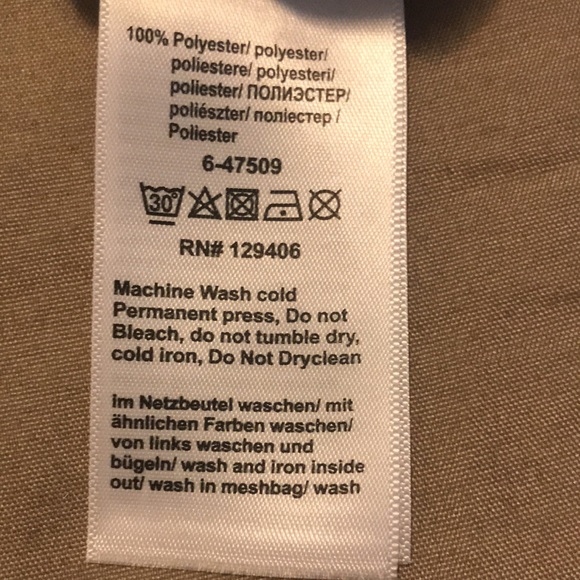 100% Polyester/ polyester/
poliestere/ polyesteri/
poliester/ ПОЛИЭСТЕР/
poliészter/ поліестер /
Poliester
6-47509
30°
RN# 129406
Machine Wash cold
Permanent press, Do not
Bleach, do not tumble dry,
cold iron, Do Not Dryclean
im Netzbeutel waschen/ mit
ähnlichen Farben waschen/
von links waschen und
bügeln/ wash and iron inside
out/ wash in meshbag/ wash